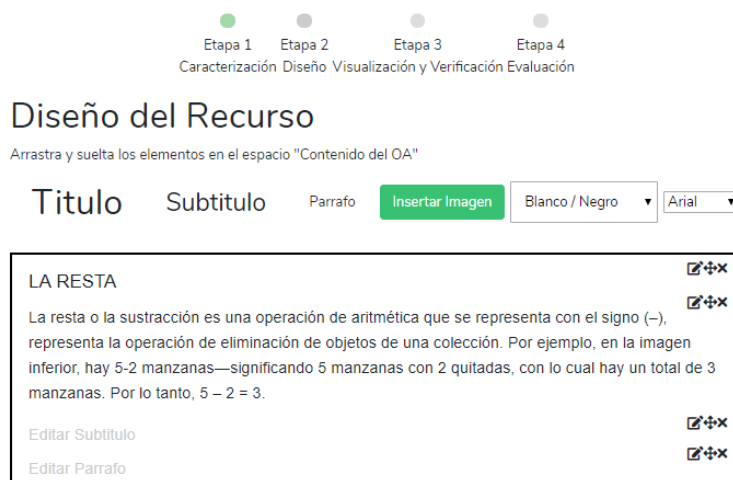 Etapa 1 Etapa 2 Etapa 3 Etapa 4
Caracterización Diseño Visualización y Verificación Evaluación
Diseño del Recurso
Arrastra y suelta los elementos en el espacio "Contenido del OA"
Titulo Subtitulo Parrafo Insertar Imagen Blanco / Negro Arial
LA RESTA
La resta o la sustracción es una operación de aritmética que se representa con el signo (–),
representa la operación de eliminación de objetos de una colección. Por ejemplo, en la imagen
inferior, hay 5-2 manzanas—significando 5 manzanas con 2 quitadas, con lo cual hay un total de 3
manzanas. Por lo tanto, 5 – 2 = 3.
Editar Subtitulo
Editar Parrafo